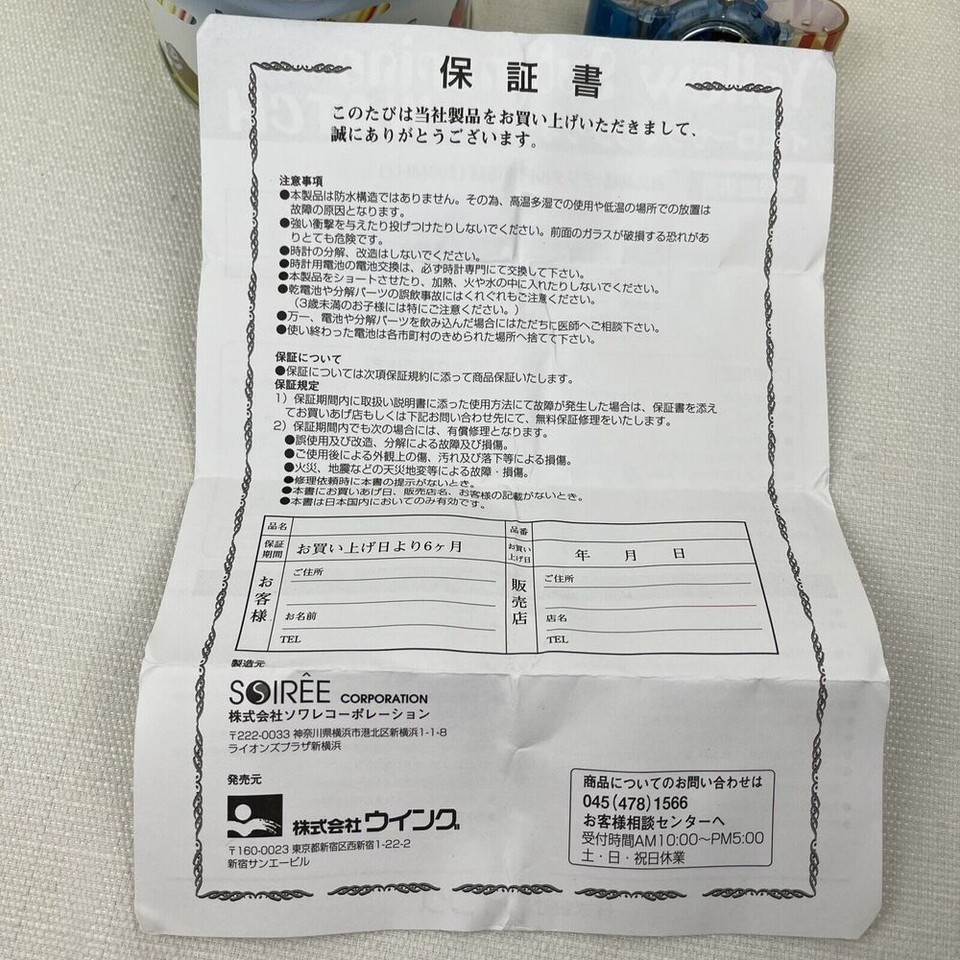 保証書
このたびは当社製品をお買い上げいただきまして、
誠にありがとうございます。
注意事項
●本製品は防水構造ではありません。その為、高温多湿での使用や低温の場所での放置は
故障の原因となります。
●強い衝撃を与えたり投げつけたりしないでください。前面のガラスが破損する恐れがあ
りとても危険です。
●時計の分解、改造はしないでください。
●時計用電池の電池交換は、必ず時計専門にて交換して下さい。
●本製品をショートさせたり、加熱、火や水の中に入れたりしないでください。
●乾電池や分解パーツの誤飲事故にはくれぐれもご注意ください。
（3歳未満のお子様には特にご注意ください。）
●万一、電池や分解パーツを飲み込んだ場合にはただちに医師へご相談下さい。
●使い終わった電池は各市町村のきめられた場所へ捨てて下さい。
保証について
●保証については次項保証規約に添って商品保証いたします。
保証規定
1）保証期間内に取扱い説明書に添った使用方法にて故障が発生した場合は、保証書を添え
てお買いあげ店もしくは下記お問い合わせ先にて、無料保証修理をいたします。
2）保証期間内でも次の場合には、有償修理となります。
●誤使用及び改造、分解による故障及び損傷。
●ご使用後による外観上の傷、汚れ及び落下等による損傷。
●火災、地震などの天災地変等による故障・損傷。
●修理依頼時に本書の提示がないとき。
●本書にお買いあげ日、販売店名、お客様の記載がないとき。
●本書は日本国内においてのみ有効です。
品名 品番
保証期間 お買い上げ日より6ヶ月 お買い上げ日 年 月 日
お客様 ご住所 販売店 ご住所
お名前 店名
TEL TEL
製造元
SOIRÊE CORPORATION
株式会社ソワレコーポレーション
〒222-0033 神奈川県横浜市港北区新横浜1-1-8
ライオンズプラザ新横浜
発売元
株式会社ウイング
〒160-0023 東京都新宿区西新宿1-22-2
新宿サンエービル
商品についてのお問い合わせは
045(478)1566
お客様相談センターへ
受付時間AM10:00～PM5:00
土・日・祝日休業